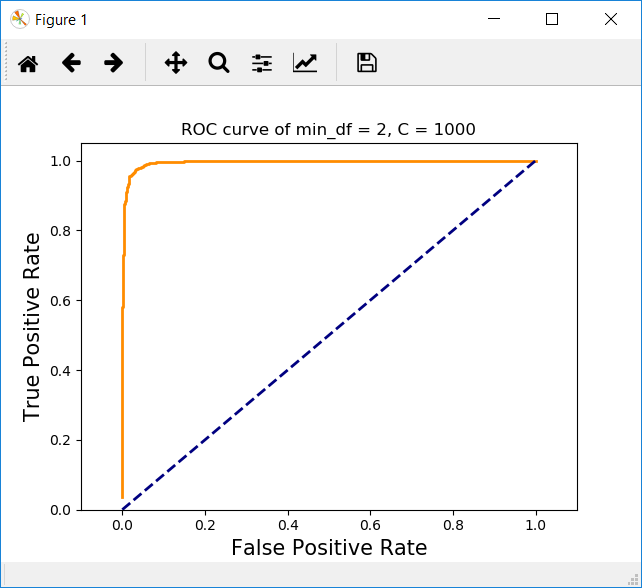 Figure 1
ROC curve of min_df = 2, C = 1000
True Positive Rate
1.0
0.8
0.6
0.4
0.2
0.0
0.0 0.2 0.4 0.6 0.8 1.0
False Positive Rate